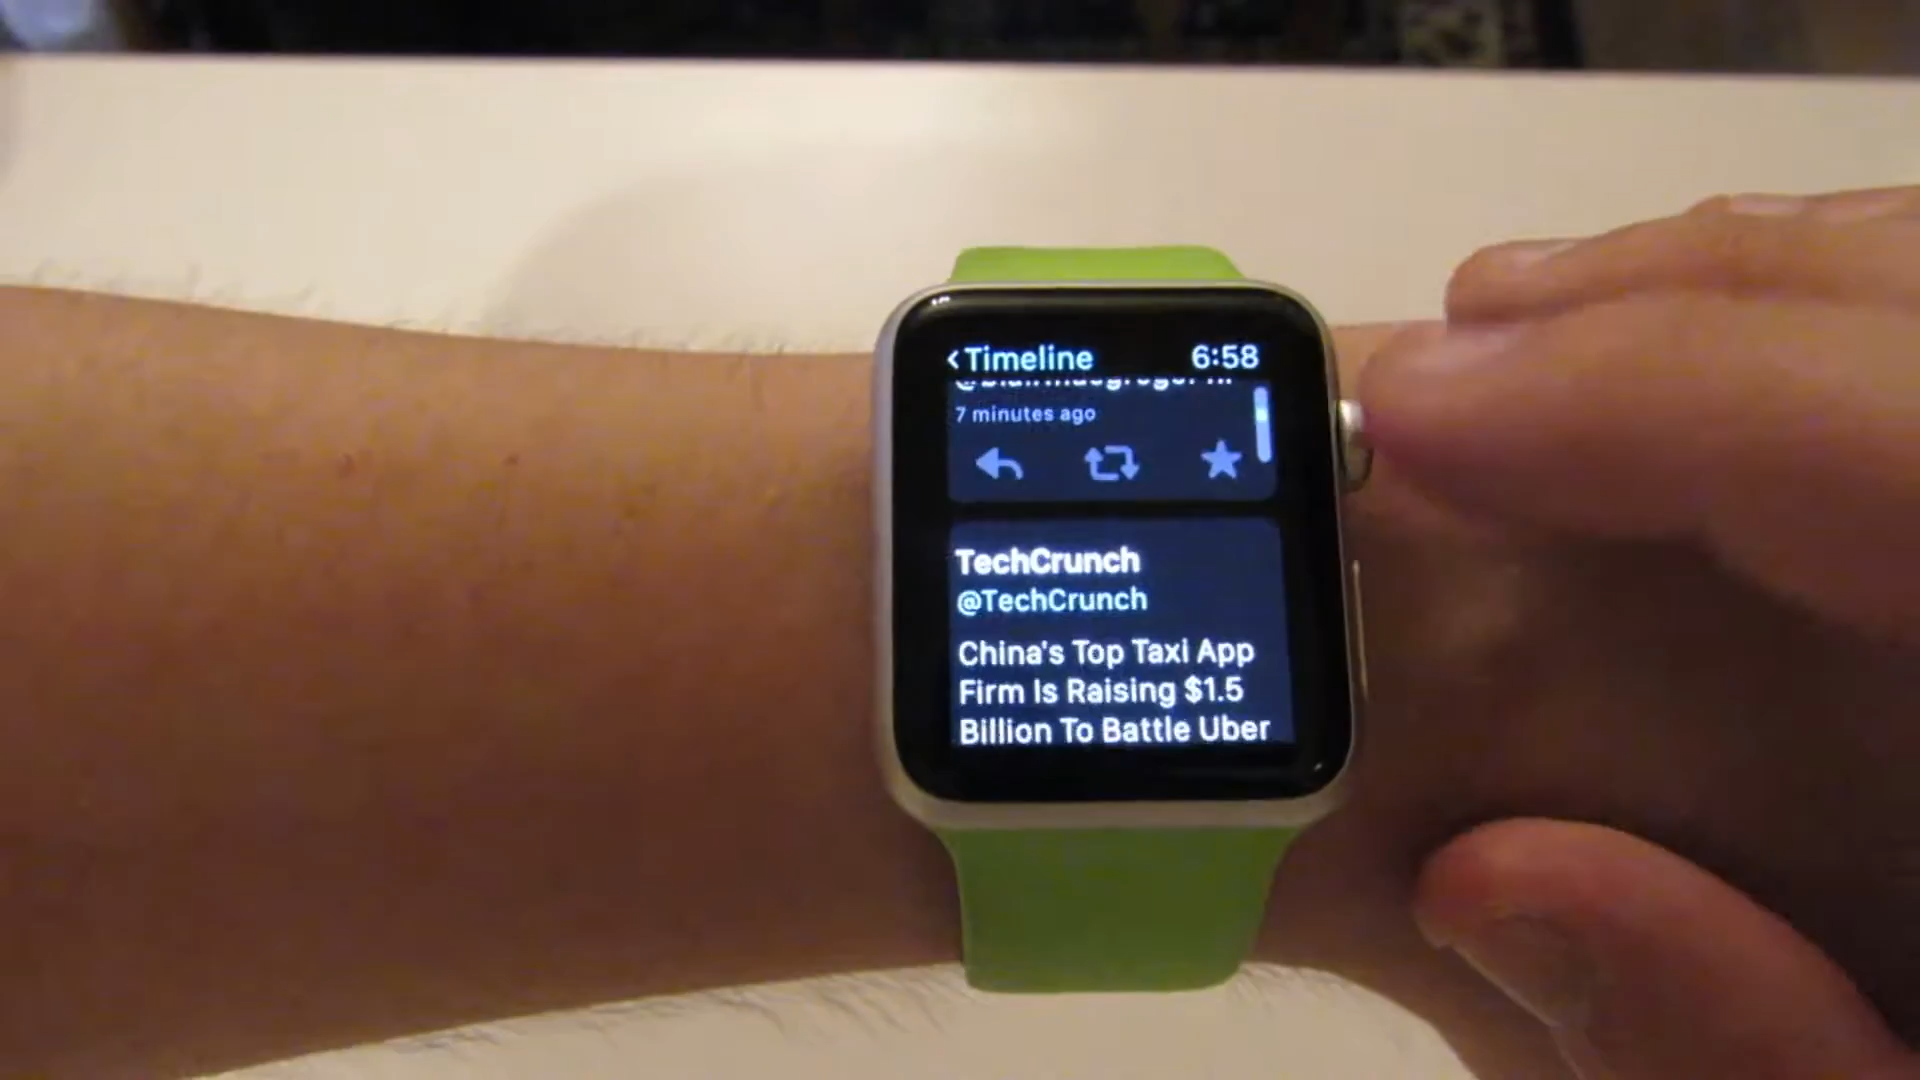 ‹Timeline 6:58
7 minutes ago
TechCrunch
@TechCrunch
China's Top Taxi App
Firm Is Raising $1.5
Billion To Battle Uber